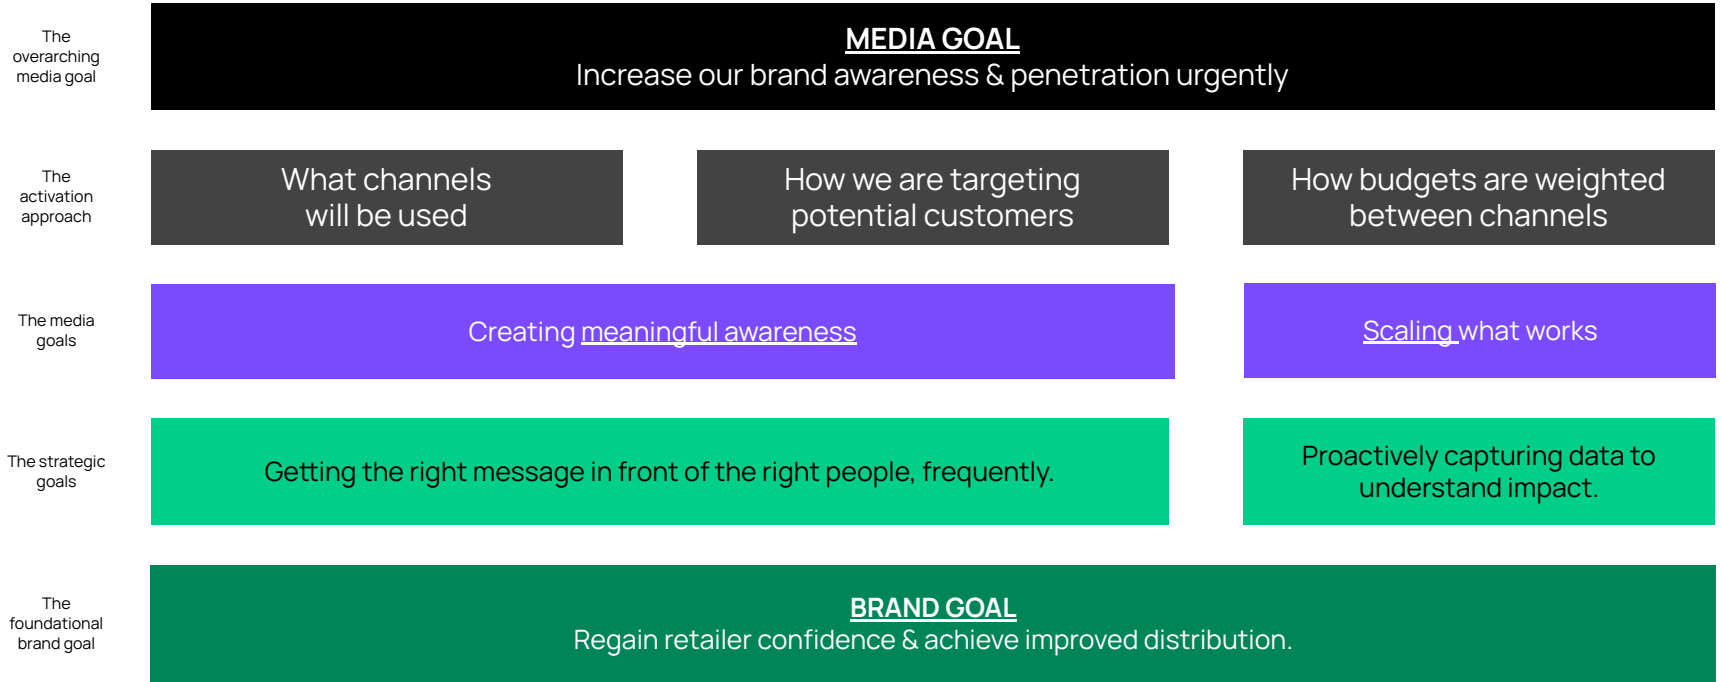 The
overarching
media goal
MEDIA GOAL
Increase our brand awareness & penetration urgently
The
activation
approach
What channels
will be used
How we are targeting
potential customers
How budgets are weighted
between channels
The media
goals
Creating meaningful awareness
Scaling what works
The strategic
goals
Getting the right message in front of the right people, frequently.
Proactively capturing data to
understand impact.
The
foundational
brand goal
BRAND GOAL
Regain retailer confidence & achieve improved distribution.